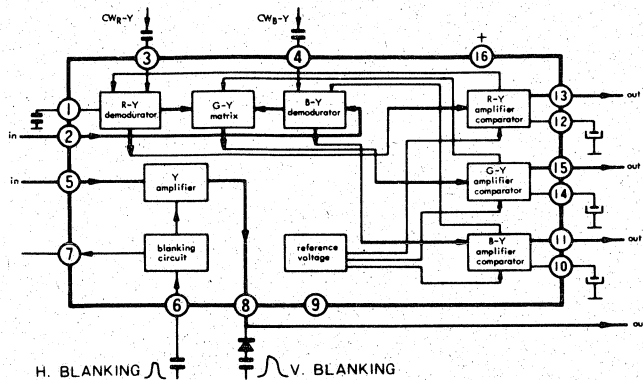 CWR-Y
CWB-Y
+
3
4
16
1
2
R-Y
demodurator
G-Y
matrix
B-Y
demodurator
R-Y
amplifier
comparator
13
out
12
in
in
5
Y
amplifier
G-Y
amplifier
comparator
15
out
14
7
blanking
circuit
reference
voltage
B-Y
amplifier
comparator
11
out
10
6
8
9
ou
H. BLANKING
V. BLANKING